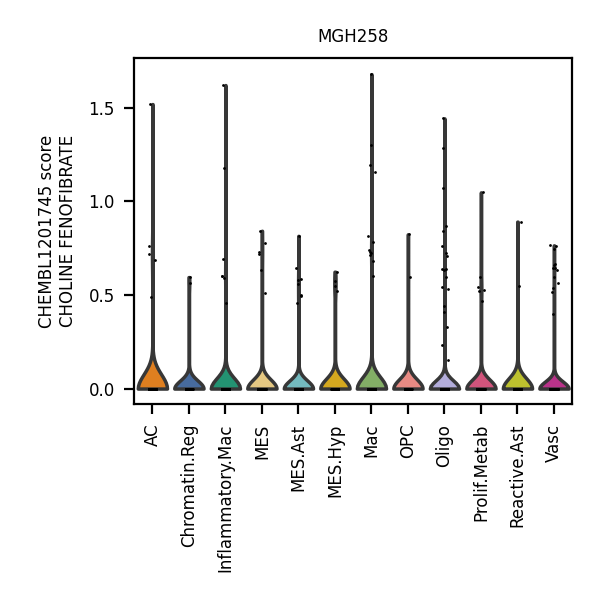 MGH258
CHEMBL1201745 score
CHOLINE FENOFIBRATE
1.5
1.0
0.5
0.0
AC
Chromatin.Reg
Inflammatory.Mac
MES
MES.Ast
MES.Hyp
Mac
OPC
Oligo
Prolif.Metab
Reactive.Ast
Vasc